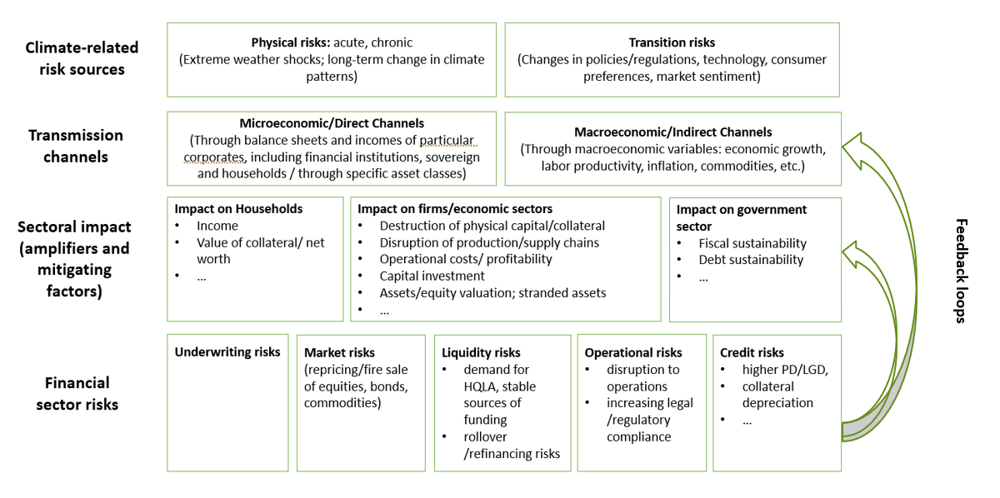 Climate-related
risk sources
Physical risks: acute, chronic
(Extreme weather shocks; long-term change in climate
patterns)
Transition risks
(Changes in policies/regulations, technology, consumer
preferences, market sentiment)
Transmission
channels
Microeconomic/Direct Channels
(Through balance sheets and incomes of particular
corporates, including financial institutions, sovereign
and households / through specific asset classes)
Macroeconomic/Indirect Channels
(Through macroeconomic variables: economic growth,
labor productivity, inflation, commodities, etc.)
Sectoral impact
(amplifiers and
mitigating
factors)
Impact on Households
• Income
• Value of collateral/ net
worth
• ...
Impact on firms/economic sectors
• Destruction of physical capital/collateral
• Disruption of production/supply chains
• Operational costs/ profitability
• Capital investment
• Assets/equity valuation; stranded assets
• ...
Impact on government
sector
• Fiscal sustainability
• Debt sustainability
• ...
Financial
sector risks
Underwriting risks
Market risks
(repricing/fire sale
of equities, bonds,
commodities)
Liquidity risks
• demand for
HQLA, stable
sources of
funding
• rollover
/refinancing risks
Operational risks
• disruption to
operations
• increasing legal
/regulatory
compliance
Credit risks
• higher PD/LGD,
• collateral
depreciation
• ...
Feedback loops